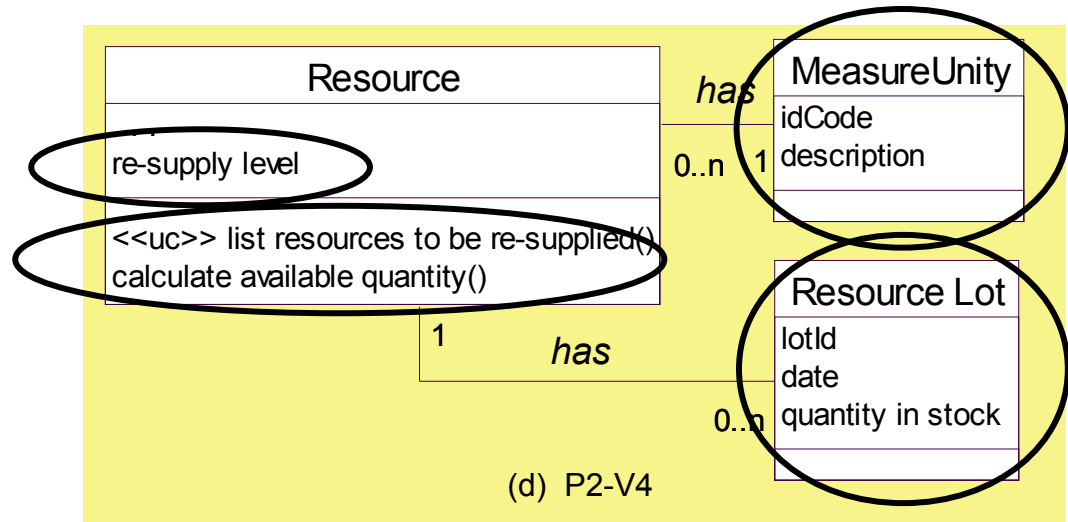 Resource
...
re-supply level
<<uc>> list resources to be re-supplied()
calculate available quantity()
has
0..n
1
MeasureUnity
idCode
description
1
has
0..n
Resource Lot
lotId
date
quantity in stock
(d) P2-V4